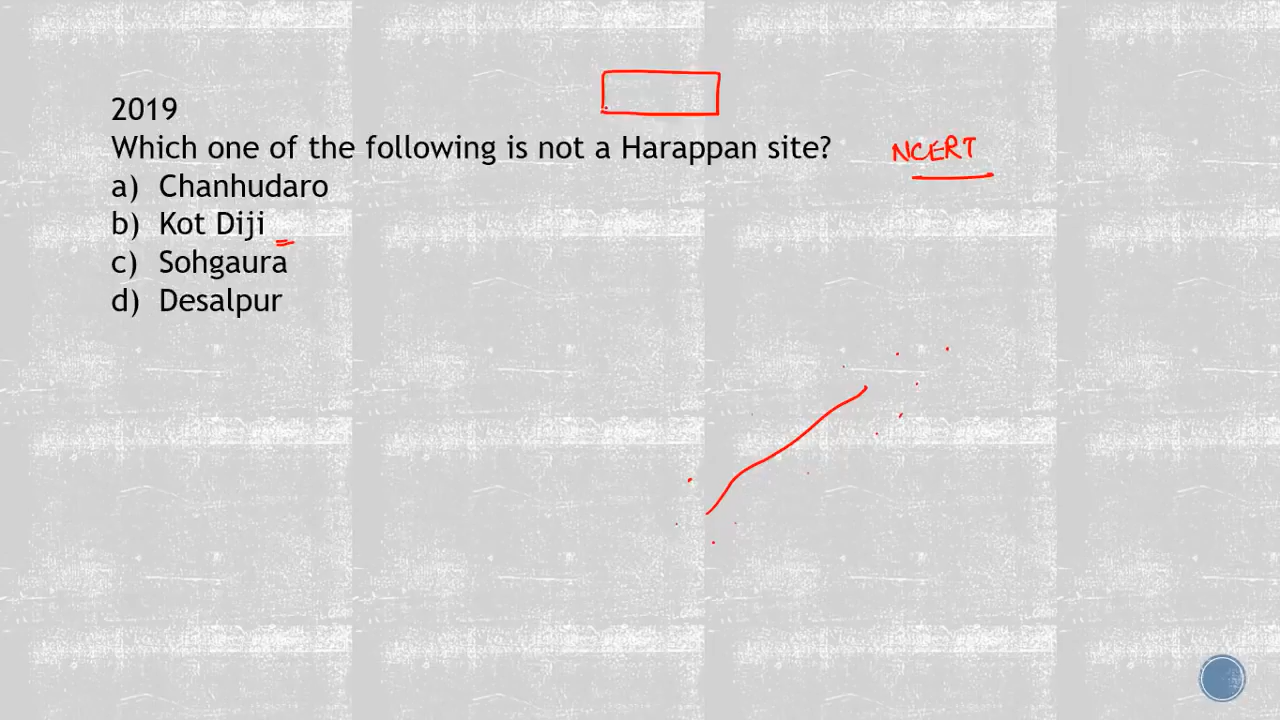 2019
Which one of the following is not a Harappan site?
NCERT
a) Chanhudaro
b) Kot Diji
c) Sohgaura
d) Desalpur